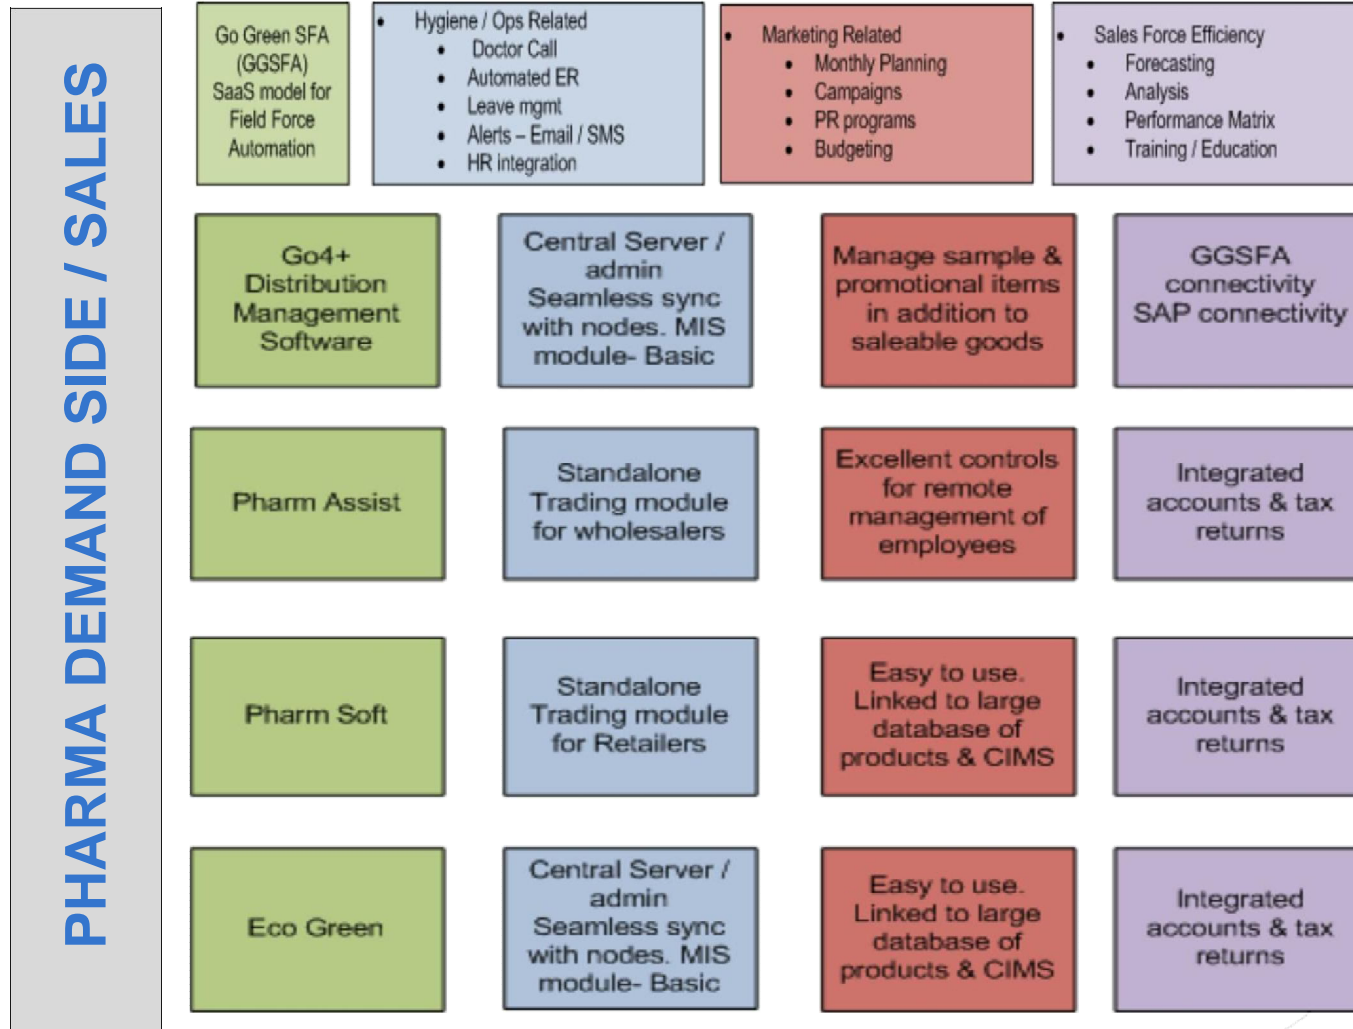 PHARMA DEMAND SIDE / SALES
Go Green SFA
(GGSFA)
SaaS model for
Field Force
Automation
• Hygiene / Ops Related
• Doctor Call
• Automated ER
• Leave mgmt
• Alerts – Email / SMS
• HR integration
• Marketing Related
• Monthly Planning
• Campaigns
• PR programs
• Budgeting
• Sales Force Efficiency
• Forecasting
• Analysis
• Performance Matrix
• Training / Education
Go4+
Distribution
Management
Software
Central Server /
admin
Seamless sync
with nodes. MIS
module- Basic
Manage sample &
promotional items
in addition to
saleable goods
GGSFA
connectivity
SAP connectivity
Pharm Assist
Standalone
Trading module
for wholesalers
Excellent controls
for remote
management of
employees
Integrated
accounts & tax
returns
Pharm Soft
Standalone
Trading module
for Retailers
Easy to use.
Linked to large
database of
products & CIMS
Integrated
accounts & tax
returns
Eco Green
Central Server /
admin
Seamless sync
with nodes. MIS
module- Basic
Easy to use.
Linked to large
database of
products & CIMS
Integrated
accounts & tax
returns